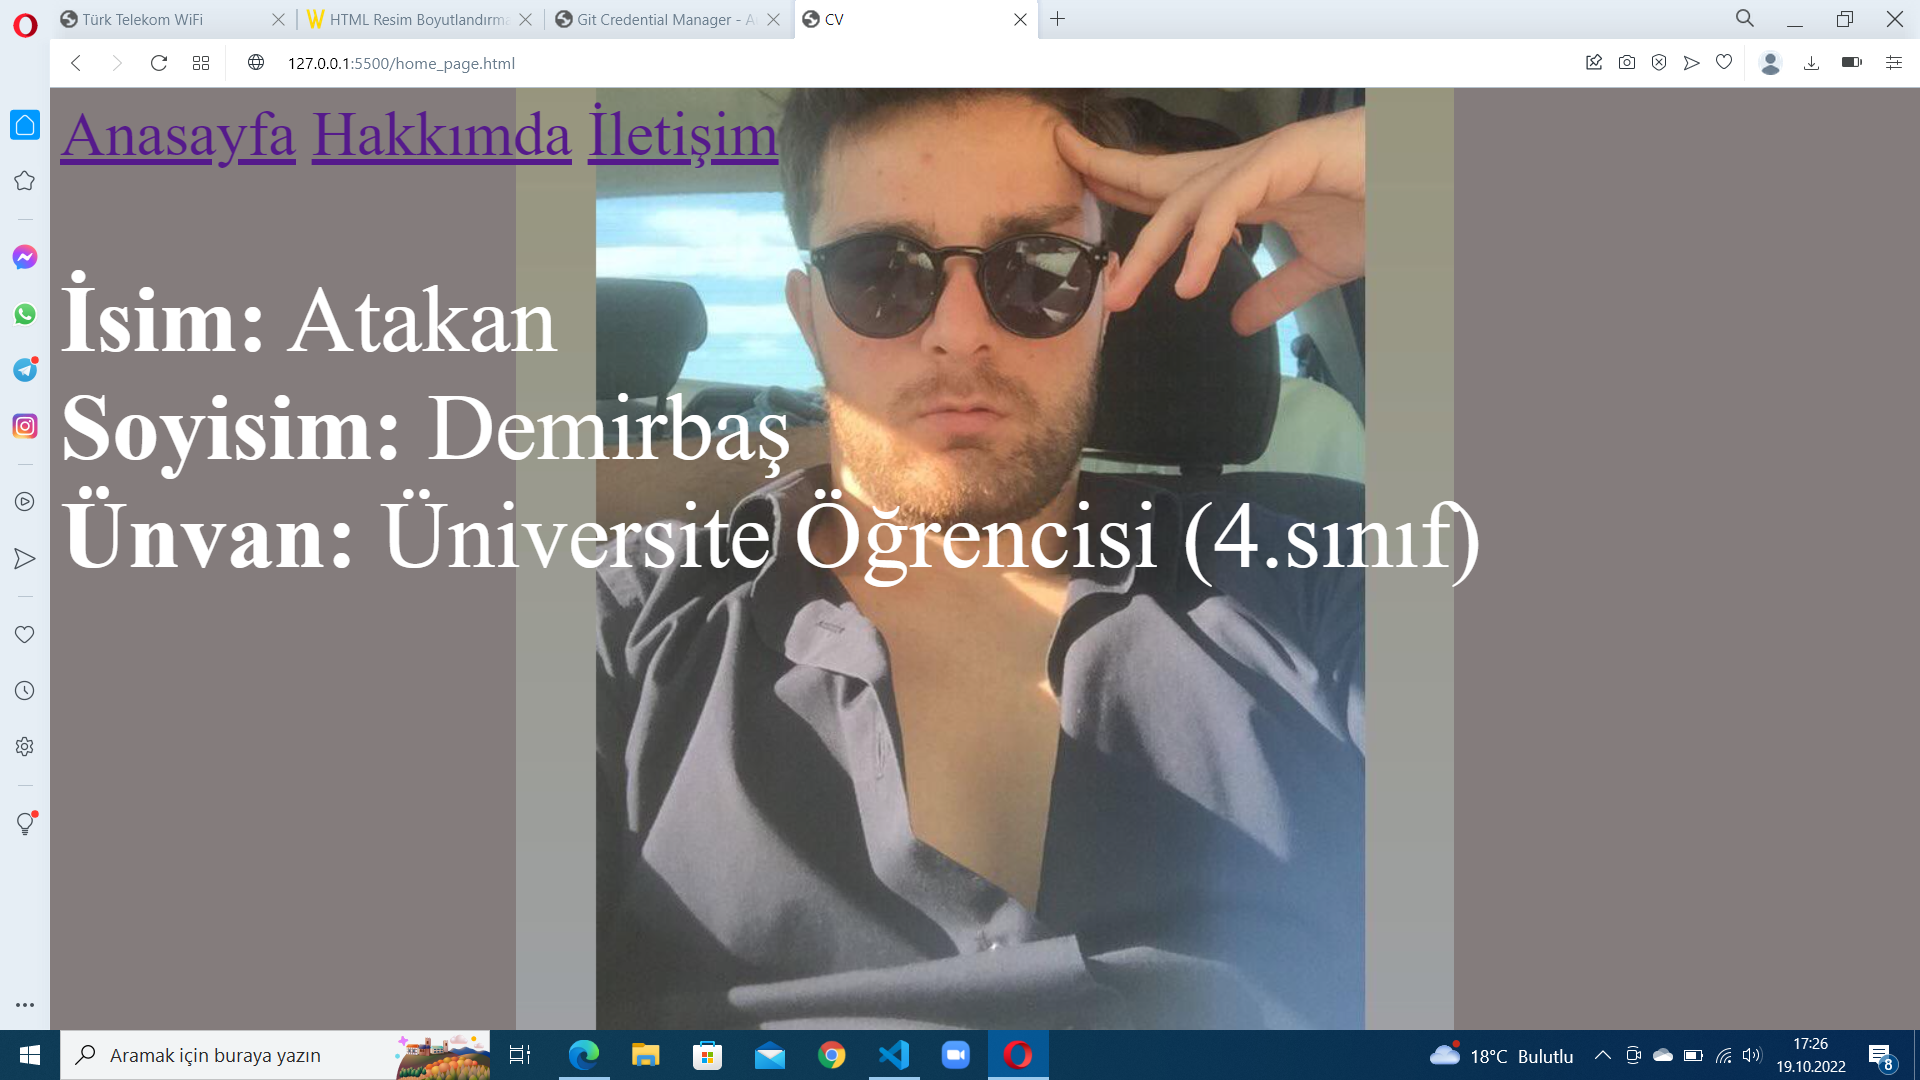 Türk Telekom WiFi
HTML Resim Boyutlandırma
Git Credential Manager - A
CV
127.0.0.1:5500/home_page.html
Anasayfa Hakkımda İletişim
İsim: Atakan
Soyisim: Demirbaş
Ünvan: Üniversite Öğrencisi (4.sınıf)
Aramak için buraya yazın
18°C Bulutlu
17:26
19.10.2022
8